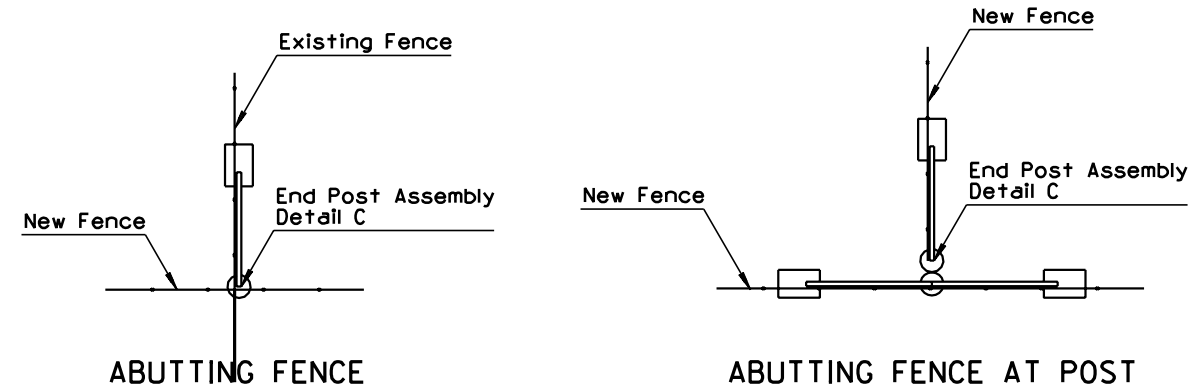 Existing Fence
End Post Assembly
Detail C
New Fence
ABUTTING FENCE
New Fence
End Post Assembly
Detail C
New Fence
ABUTTING FENCE AT POST